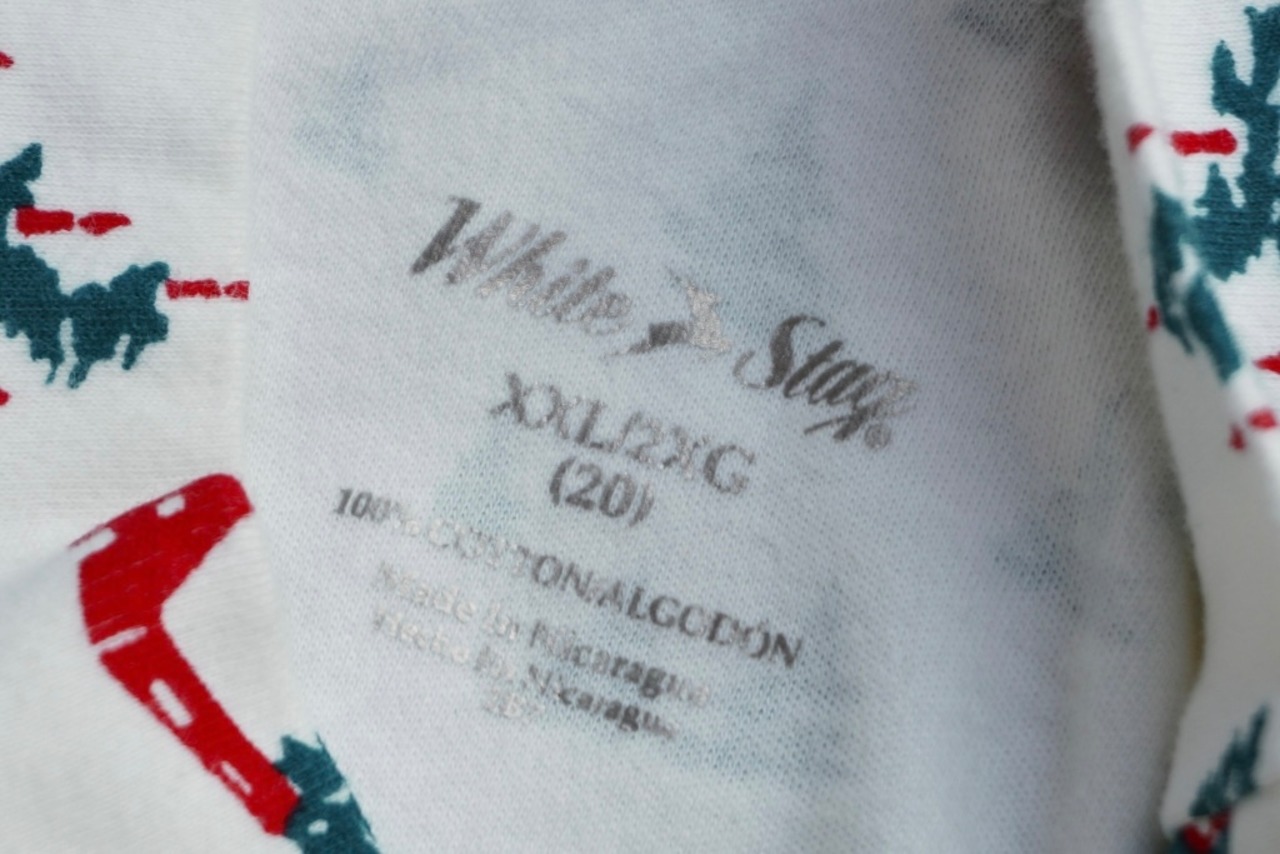 White Stag®
XXL/2XG
(20)
100% COTTON/ALGODÓN
Made in Nicaragua
Hecho en Nicaragua